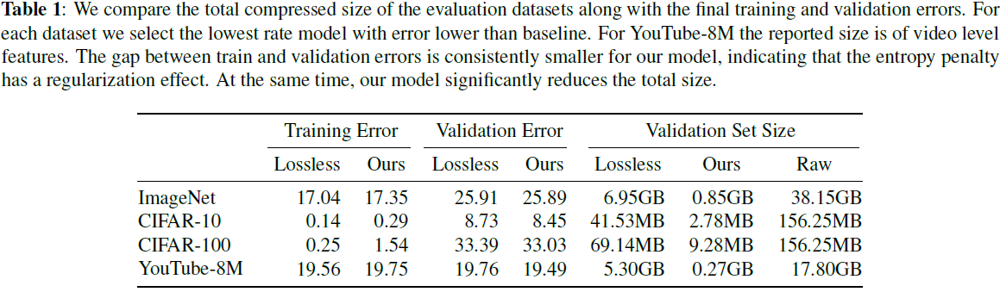 Table 1: We compare the total compressed size of the evaluation datasets along with the final training and validation errors. For
each dataset we select the lowest rate model with error lower than baseline. For YouTube-8M the reported size is of video level
features. The gap between train and validation errors is consistently smaller for our model, indicating that the entropy penalty
has a regularization effect. At the same time, our model significantly reduces the total size.
Training Error Validation Error Validation Set Size
Lossless Ours Lossless Ours Lossless Ours Raw
ImageNet 17.04 17.35 25.91 25.89 6.95GB 0.85GB 38.15GB
CIFAR-10 0.14 0.29 8.73 8.45 41.53MB 2.78MB 156.25MB
CIFAR-100 0.25 1.54 33.39 33.03 69.14MB 9.28MB 156.25MB
YouTube-8M 19.56 19.75 19.76 19.49 5.30GB 0.27GB 17.80GB